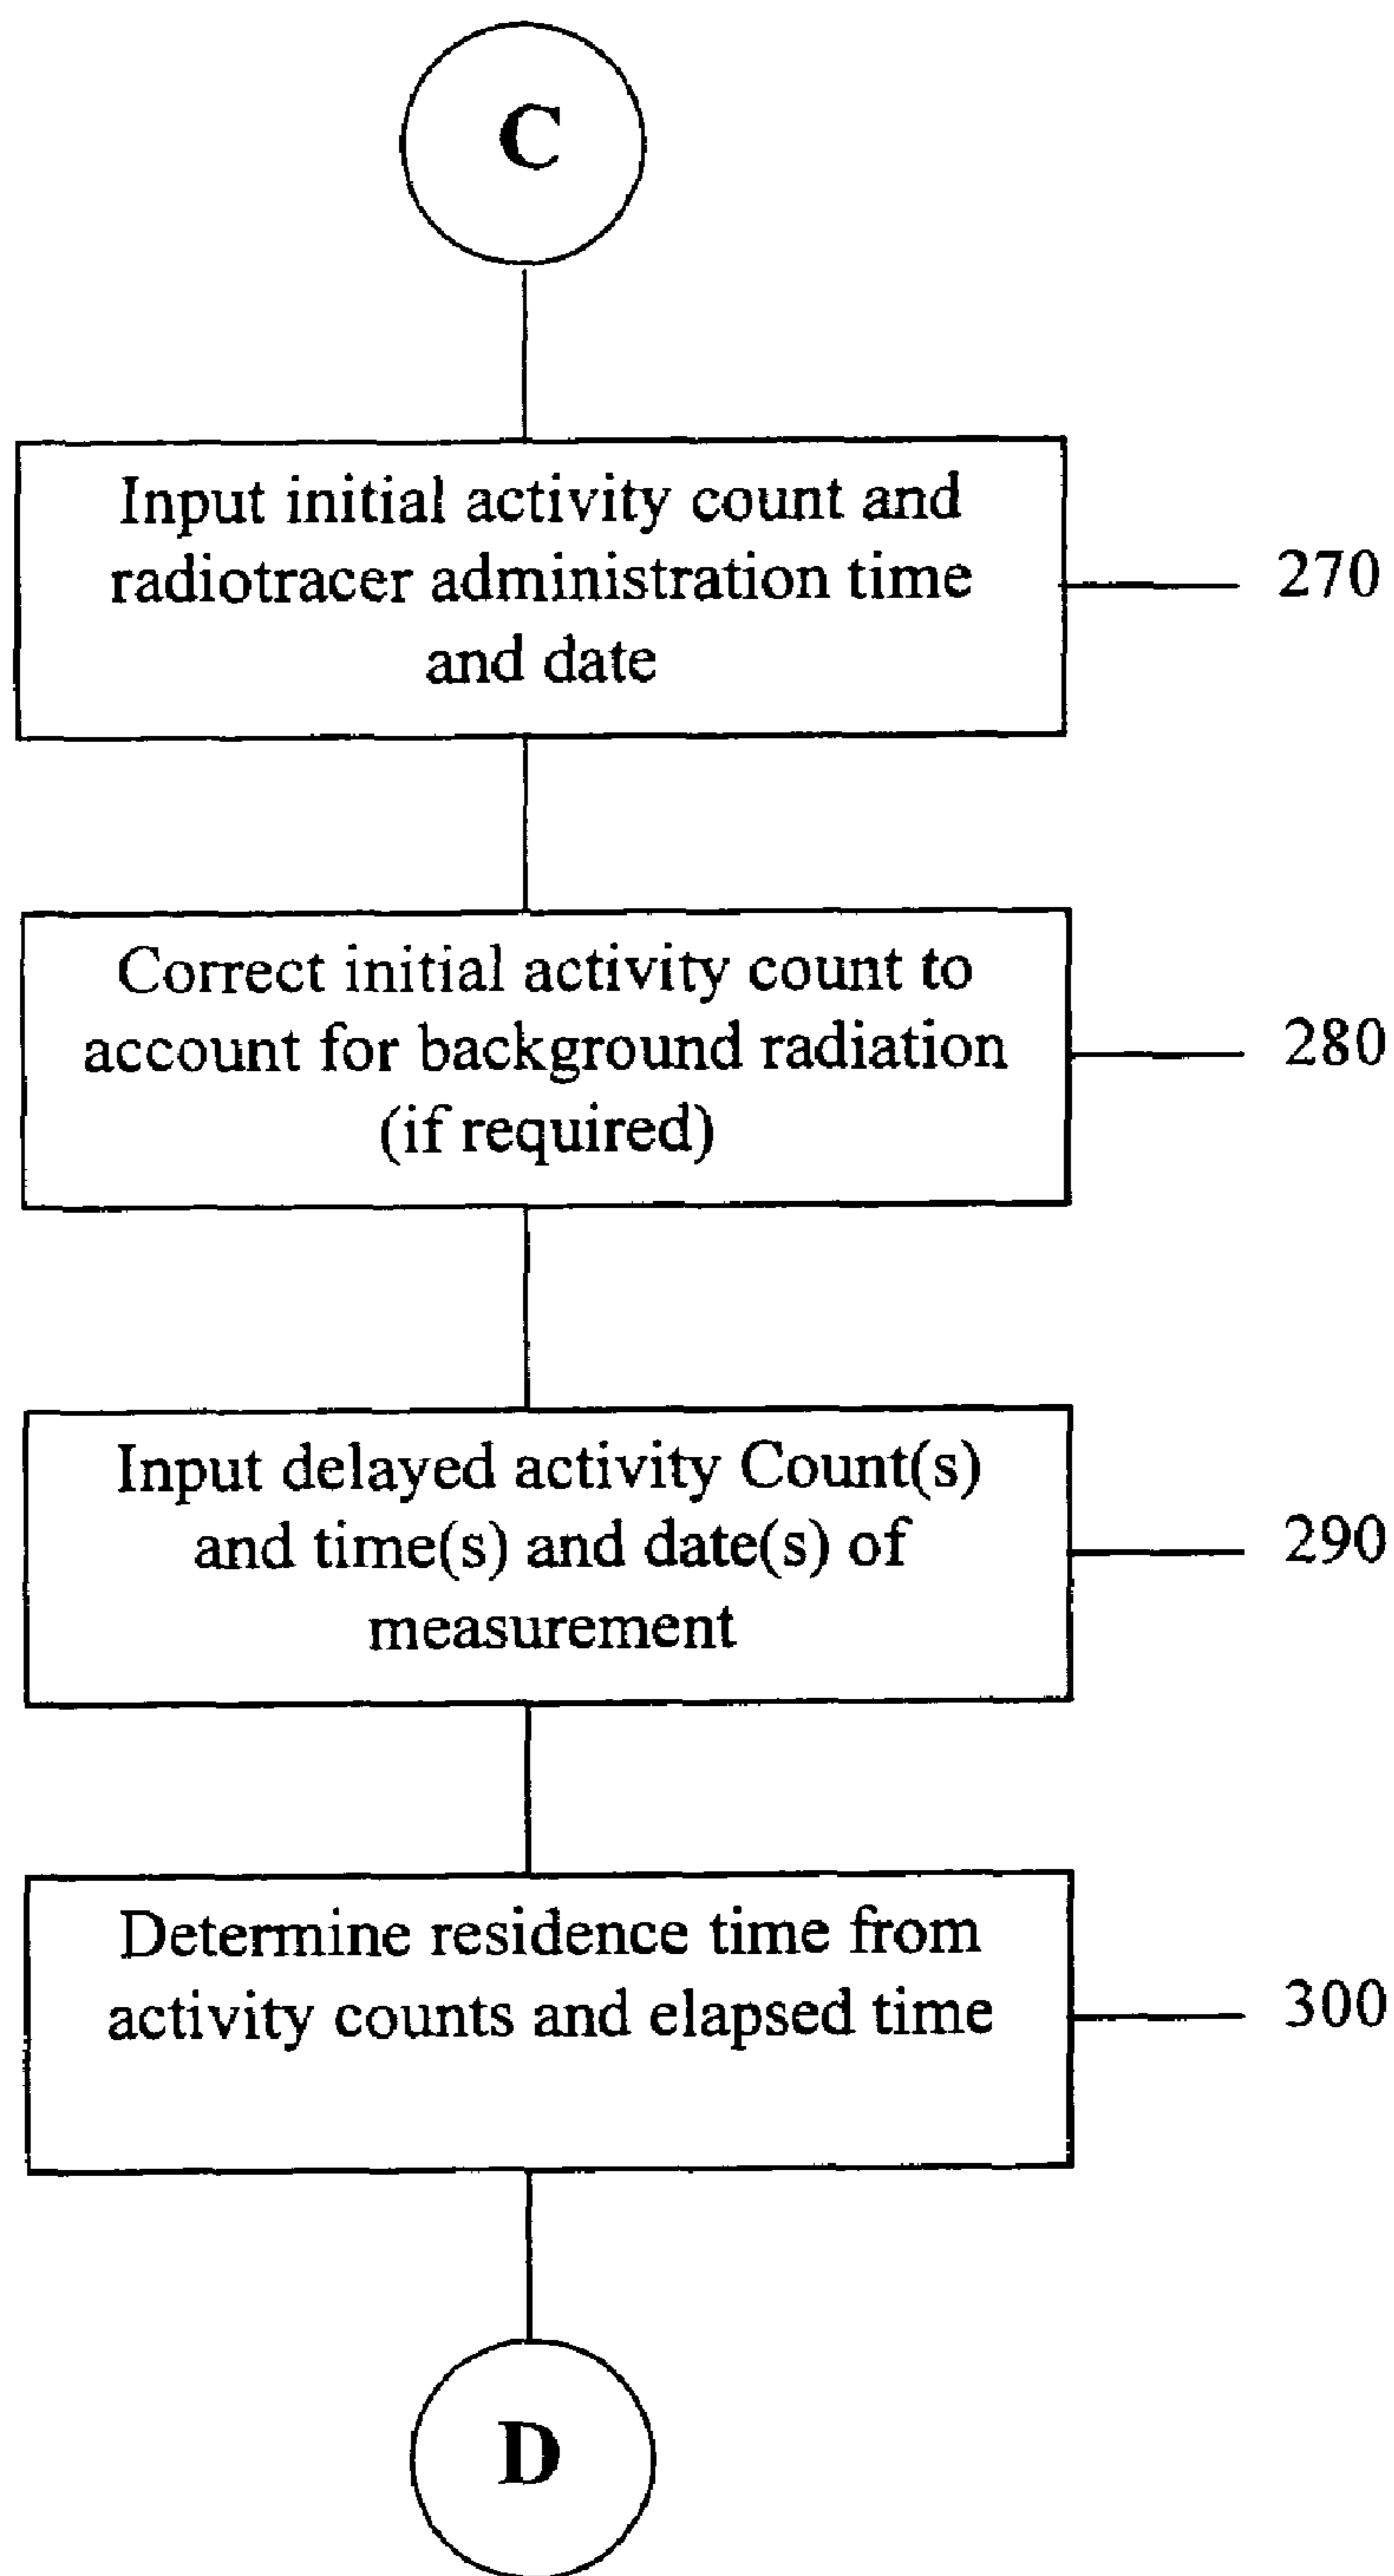 C
Input initial activity count and
radiotracer administration time
and date
270
Correct initial activity count to
account for background radiation
(if required)
280
Input delayed activity Count(s)
and time(s) and date(s) of
measurement
290
Determine residence time from
activity counts and elapsed time
300
D